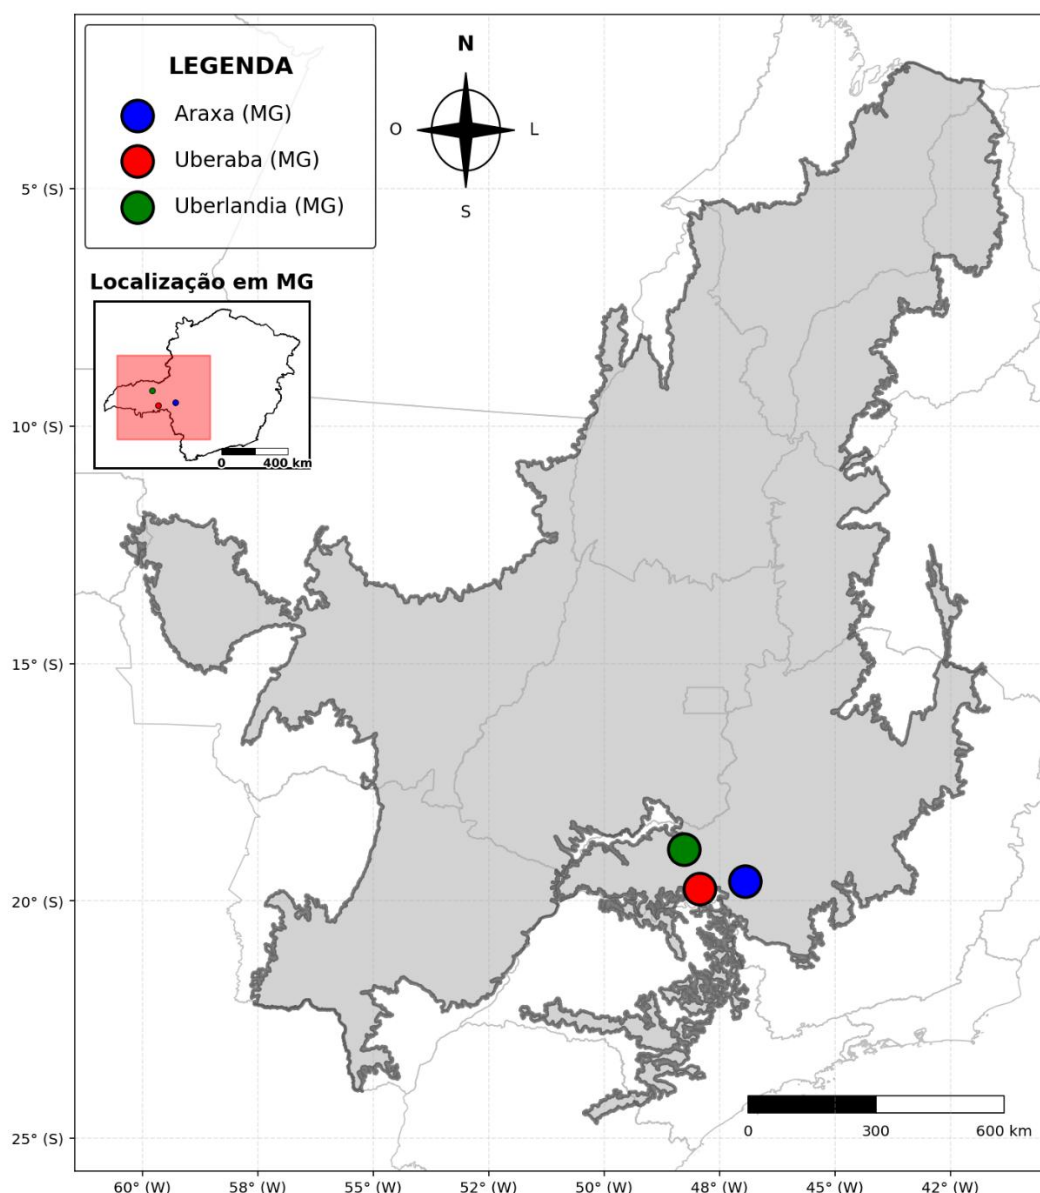 LEGENDA
Araxa (MG)
Uberaba (MG)
Uberlandia (MG)
N
O
L
S
Localização em MG
0
400 km
5° (S)
10° (S)
15° (S)
20° (S)
25° (S)
0
300
600 km
60° (W)
58° (W)
55° (W)
52° (W)
50° (W)
48° (W)
45° (W)
42° (W)